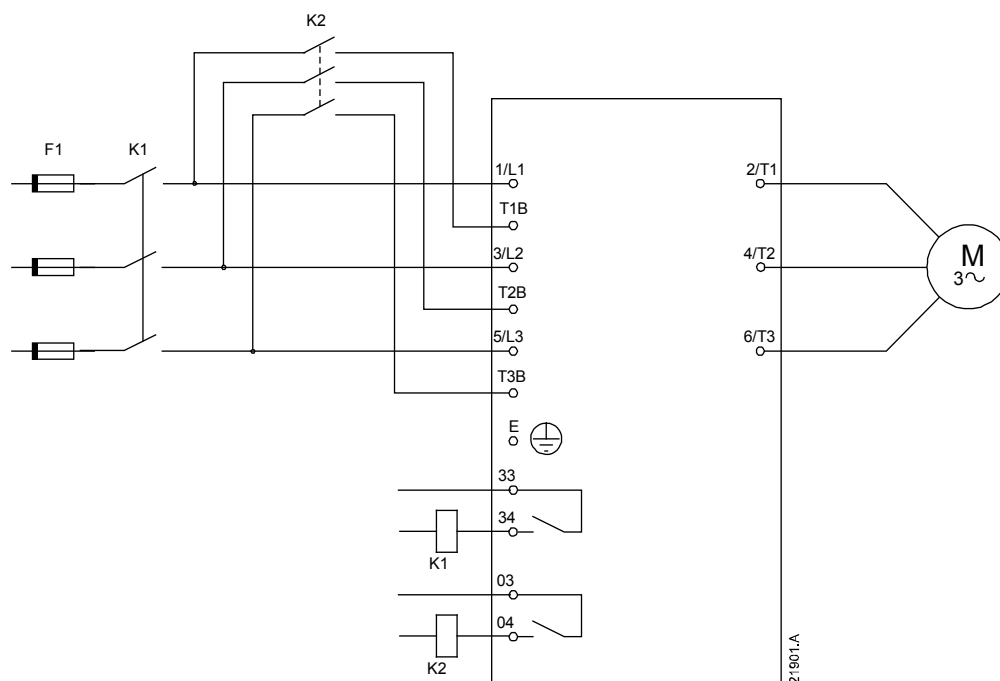 K2
F1
K1
1/L1
2/T1
T1B
3/L2
4/T2
M
3~
T2B
5/L3
6/T3
T3B
E
33
34
K1
03
04
K2
21901.A